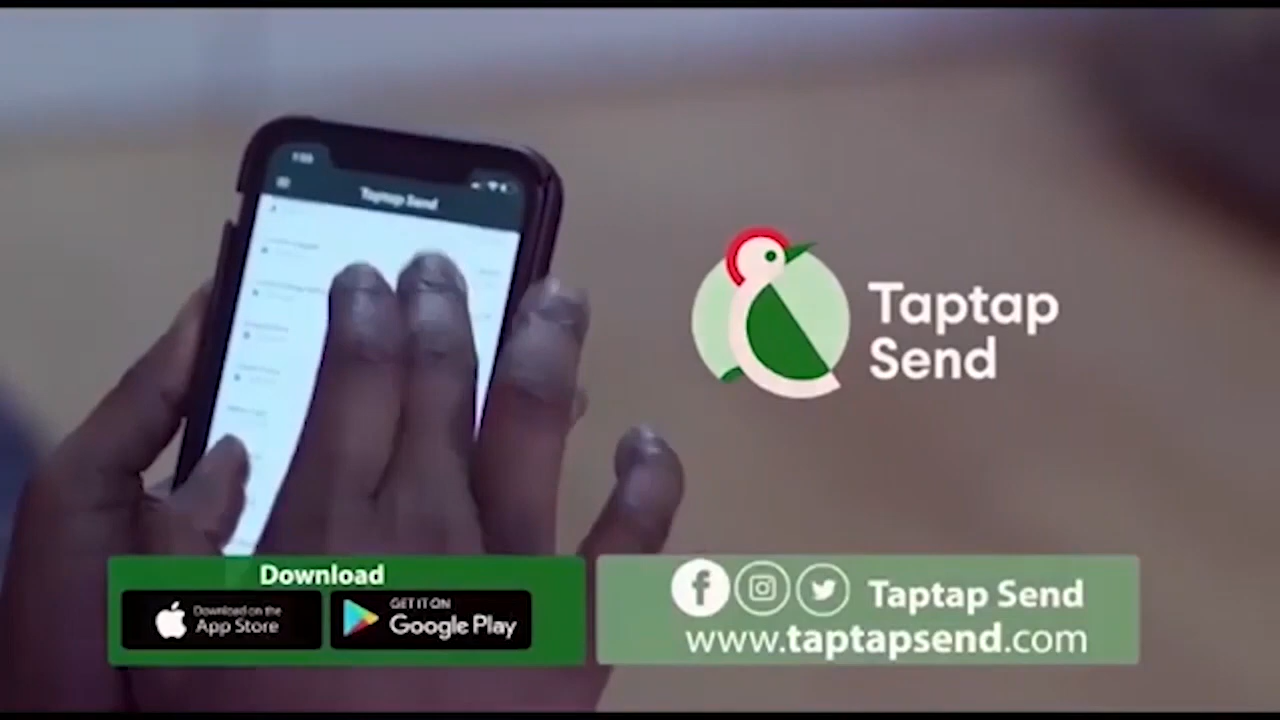 Taptap Send
Taptap
Send
Download
Download on the
App Store
GET IT ON
Google Play
Taptap Send
www.taptapsend.com